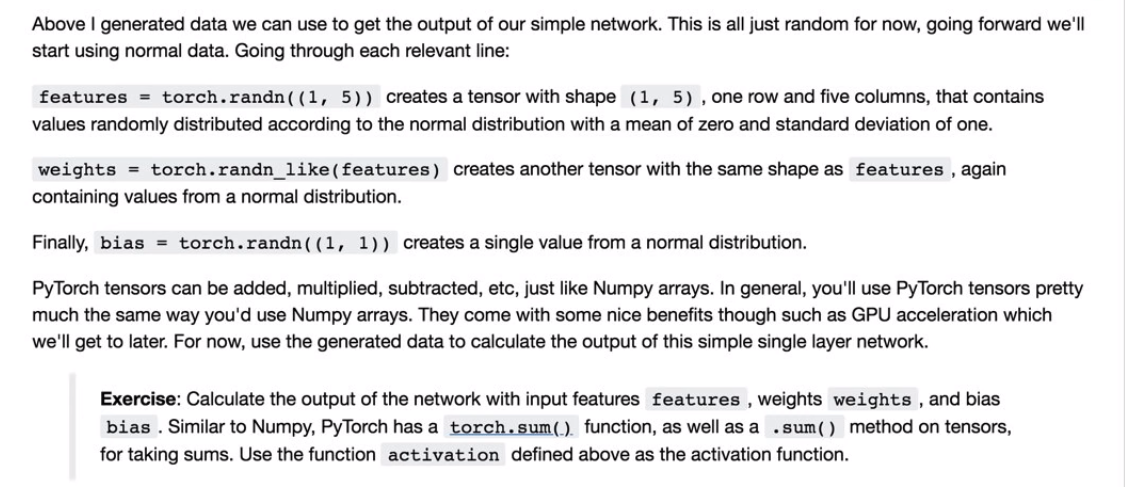 Above I generated data we can use to get the output of our simple network. This is all just random for now, going forward we'll
start using normal data. Going through each relevant line:
features = torch.randn((1, 5)) creates a tensor with shape (1, 5) , one row and five columns, that contains
values randomly distributed according to the normal distribution with a mean of zero and standard deviation of one.
weights = torch.randn_like(features) creates another tensor with the same shape as features , again
containing values from a normal distribution.
Finally, bias = torch.randn((1, 1)) creates a single value from a normal distribution.
PyTorch tensors can be added, multiplied, subtracted, etc, just like Numpy arrays. In general, you'll use PyTorch tensors pretty
much the same way you'd use Numpy arrays. They come with some nice benefits though such as GPU acceleration which
we'll get to later. For now, use the generated data to calculate the output of this simple single layer network.
Exercise: Calculate the output of the network with input features features , weights weights , and bias
bias . Similar to Numpy, PyTorch has a torch.sum() function, as well as a .sum() method on tensors,
for taking sums. Use the function activation defined above as the activation function.